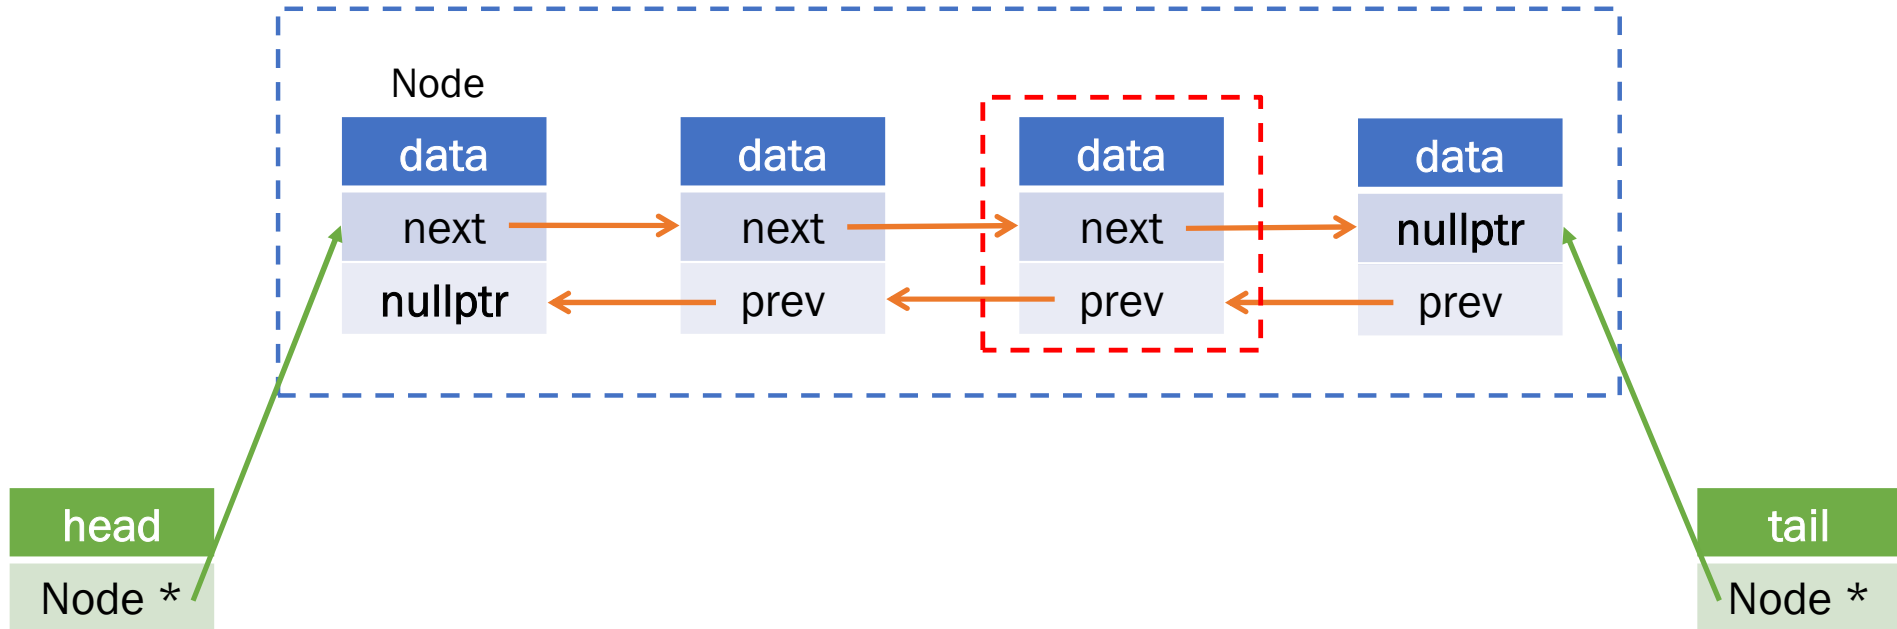 Node
data
data
data
data
next
next
next
nullptr
nullptr
prev
prev
prev
head
tail
Node *
Node *